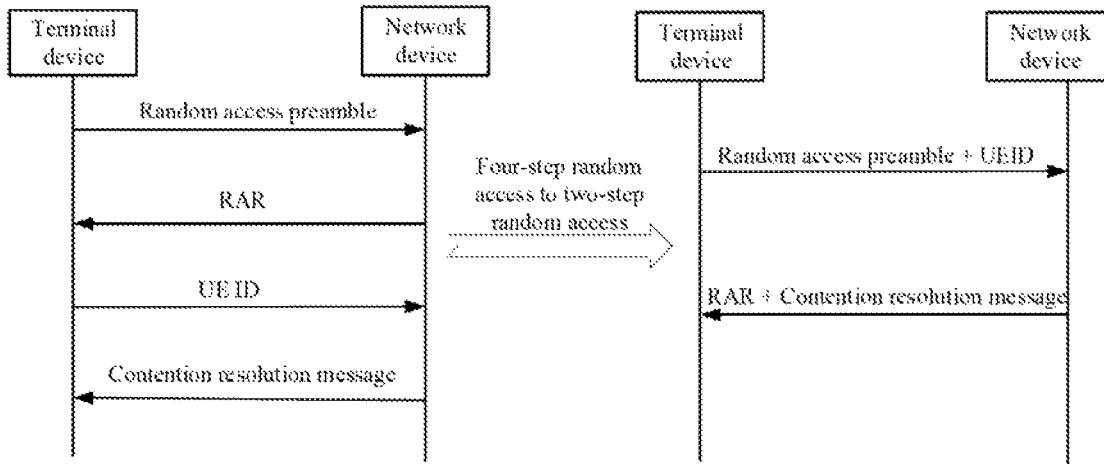 Terminal
device
Network
device
Random access preamble
RAR
UE ID
Contention resolution message
Four-step random
access to two-step
random access
Terminal
device
Network
device
Random access preamble + UEID
RAR + Contention resolution message